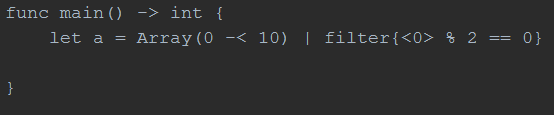 func main() -> int {
    let a = Array(0 -< 10) | filter{<0> % 2 == 0}
}